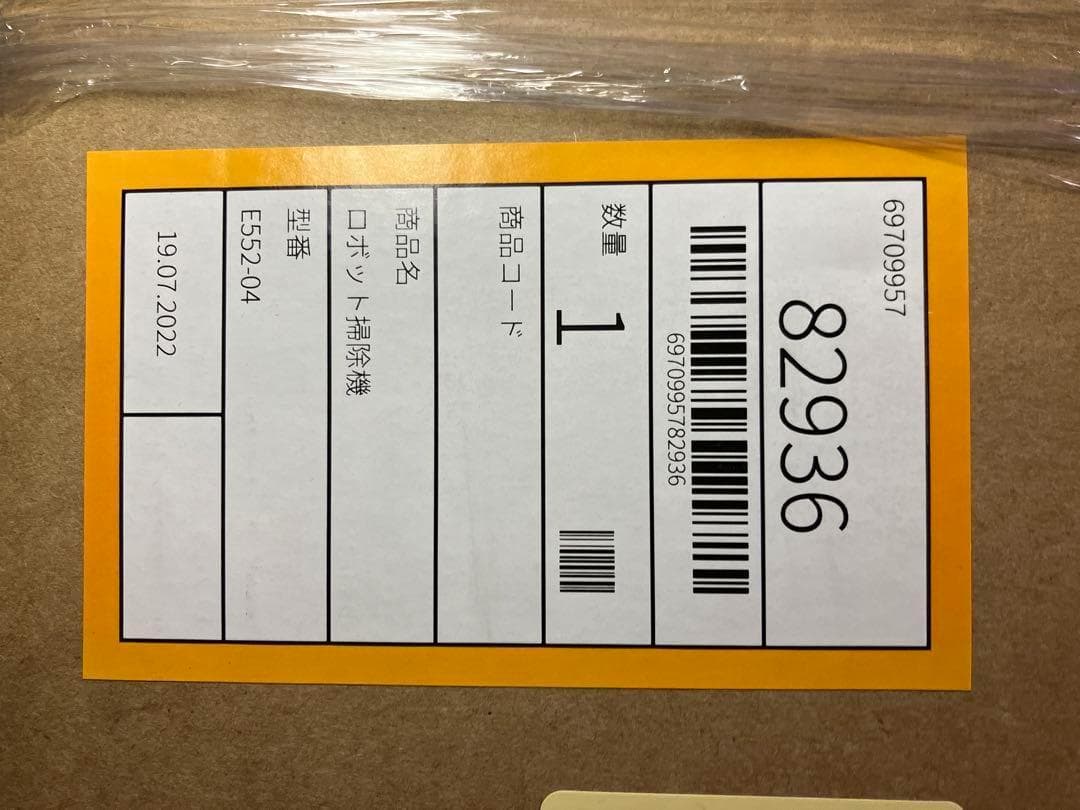 69709957
82936
6970995782936
数量
1
商品コード
商品名
ロボット掃除機
型番
E552-04
19.07.2022